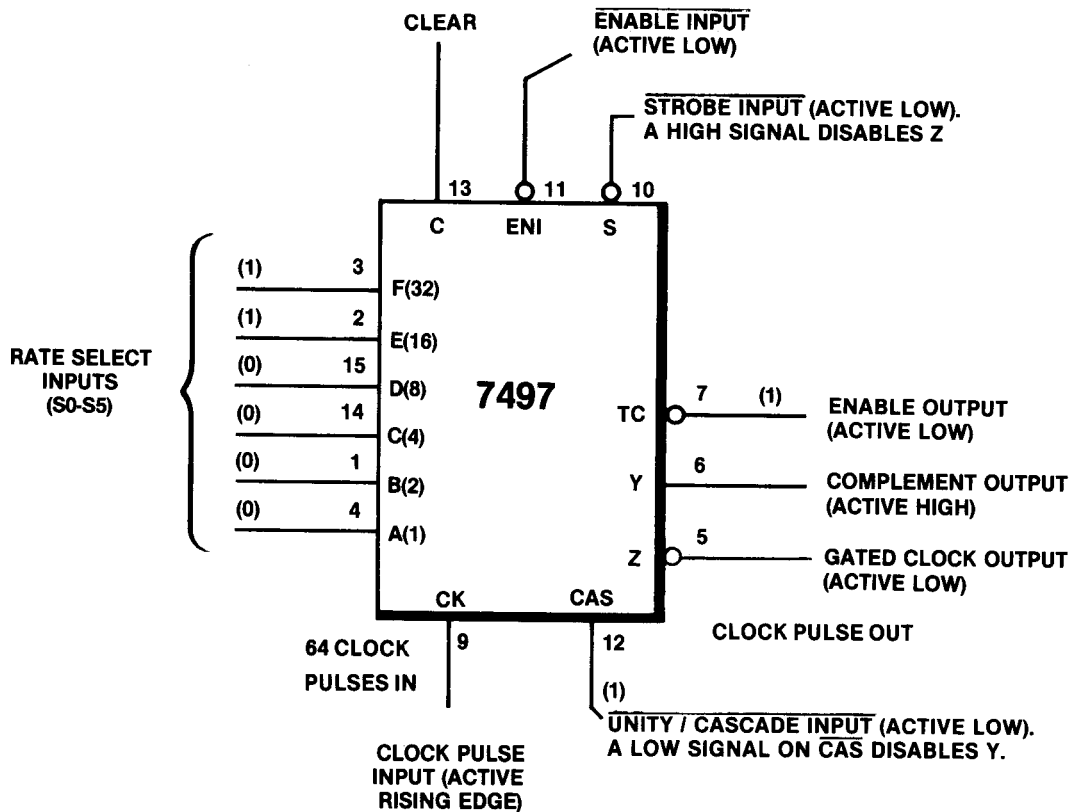 CLEAR
ENABLE INPUT
(ACTIVE LOW)
STROBE INPUT (ACTIVE LOW).
A HIGH SIGNAL DISABLES Z
13
11
10
C
ENI
S
RATE SELECT
INPUTS
(S0-S5)
(1)
3
F(32)
(1)
2
E(16)
(0)
15
D(8)
(0)
14
C(4)
(0)
1
B(2)
(0)
4
A(1)
7497
TC
7
(1)
ENABLE OUTPUT
(ACTIVE LOW)
Y
6
COMPLEMENT OUTPUT
(ACTIVE HIGH)
Z
5
GATED CLOCK OUTPUT
(ACTIVE LOW)
CK
CAS
9
12
64 CLOCK
PULSES IN
CLOCK PULSE OUT
(1)
UNITY / CASCADE INPUT (ACTIVE LOW).
A LOW SIGNAL ON CAS DISABLES Y.
CLOCK PULSE
INPUT (ACTIVE
RISING EDGE)